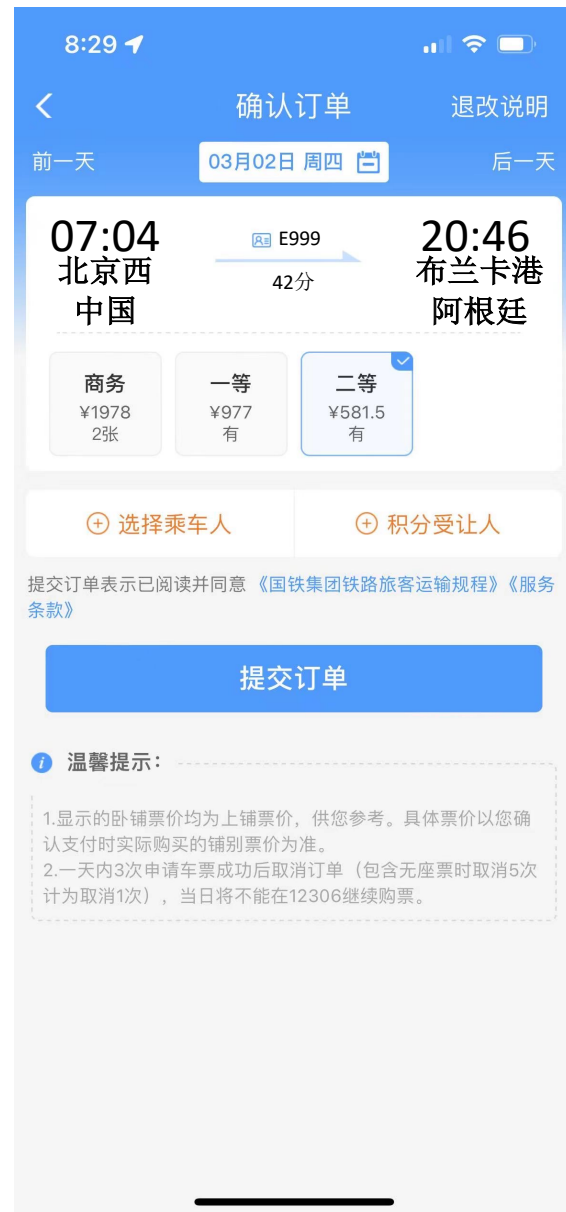 8:29
确认订单
退改说明
前一天
03月02日 周四
后一天
07:04
E999
20:46
北京西
42分
布兰卡港
中国
阿根廷
商务
一等
二等
¥1978
¥977
¥581.5
2张
有
有
选择乘车人
积分受让人
提交订单表示已阅读并同意《国铁集团铁路旅客运输规程》《服务
条款》
提交订单
温馨提示：
1.显示的卧铺票价均为上铺票价，供您参考。具体票价以您确
认支付时实际购买的铺别票价为准。
2.一天内3次申请车票成功后取消订单（包含无座票时取消5次
计为取消1次），当日将不能在12306继续购票。